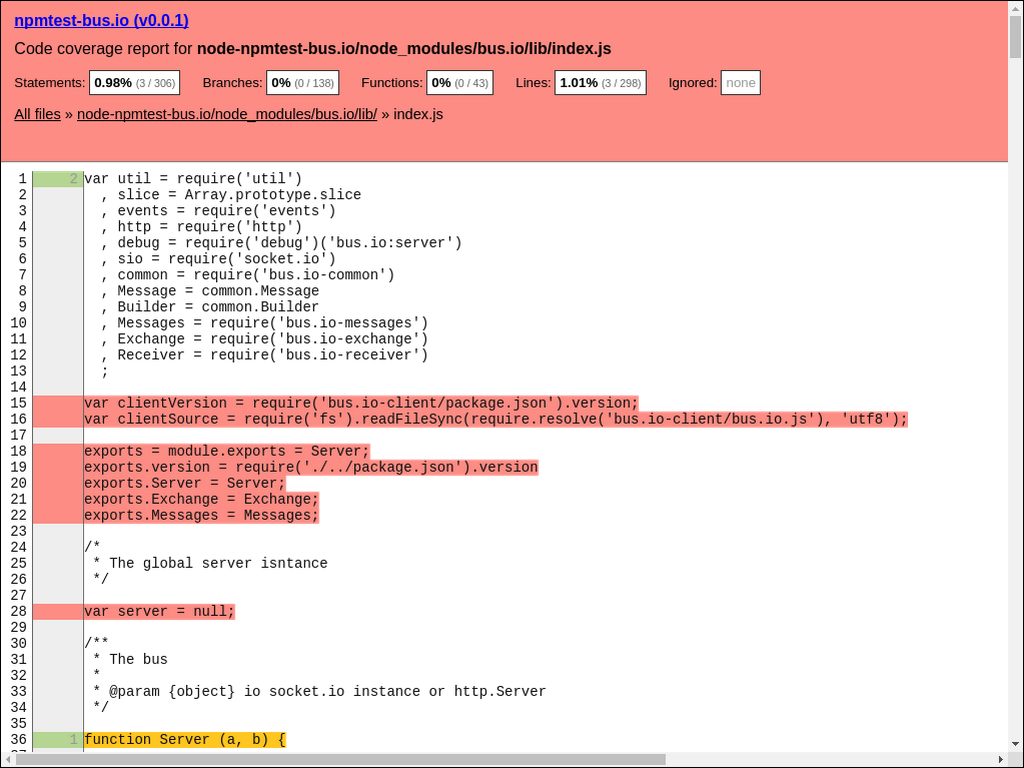 npmtest-bus.io (v0.0.1)
Code coverage report for node-npmtest-bus.io/node_modules/bus.io/lib/index.js
Statements: 0.98% (3 / 306) Branches: 0% (0 / 138) Functions: 0% (0 / 43) Lines: 1.01% (3 / 298) Ignored: none
All files » node-npmtest-bus.io/node_modules/bus.io/lib/ » index.js
1 2 var util = require('util')
2   , slice = Array.prototype.slice
3   , events = require('events')
4   , http = require('http')
5   , debug = require('debug')('bus.io:server')
6   , sio = require('socket.io')
7   , common = require('bus.io-common')
8   , Message = common.Message
9   , Builder = common.Builder
10   , Messages = require('bus.io-messages')
11   , Exchange = require('bus.io-exchange')
12   , Receiver = require('bus.io-receiver')
13   ;
14
15 var clientVersion = require('bus.io-client/package.json').version;
16 var clientSource = require('fs').readFileSync(require.resolve('bus.io-client/bus.io.js'), 'utf8');
17
18 exports = module.exports = Server;
19 exports.version = require('./../package.json').version
20 exports.Server = Server;
21 exports.Exchange = Exchange;
22 exports.Messages = Messages;
23
24 /*
25  * The global server isntance
26  */
27
28 var server = null;
29
30 /**
31  * The bus
32  *
33  * @param {object} io socket.io instance or http.Server
34  */
35
36 1 function Server (a, b) {